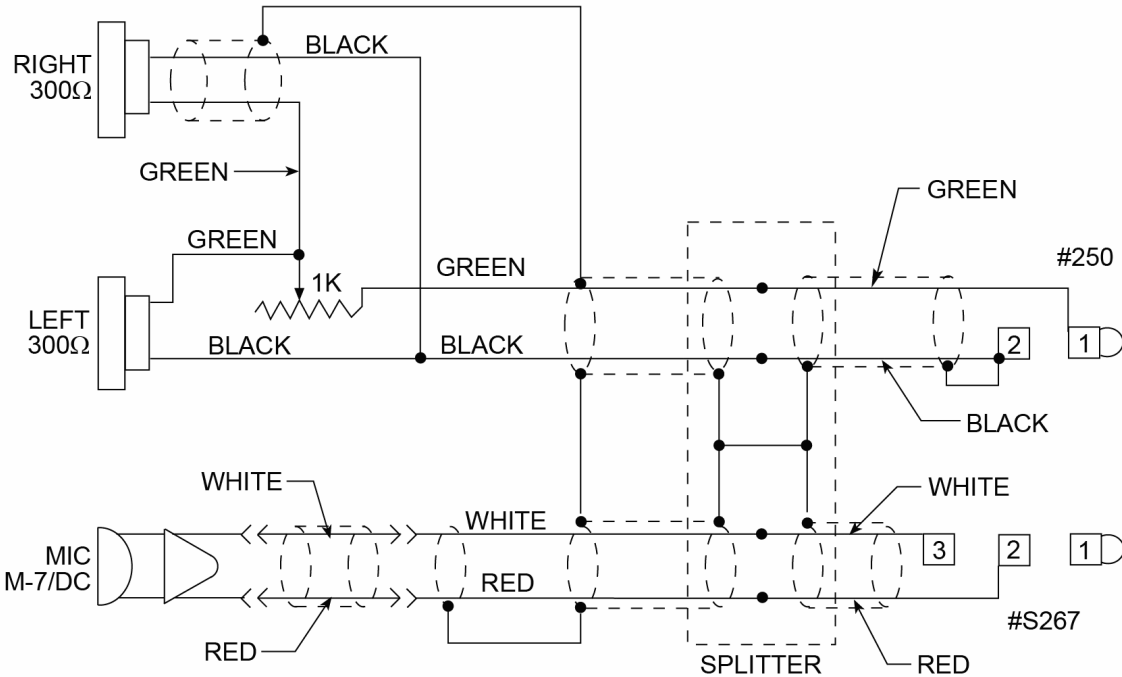 BLACK
RIGHT
300Ω
GREEN
GREEN
GREEN
#250
GREEN
1K
LEFT
300Ω
BLACK
BLACK
2
1
BLACK
WHITE
WHITE
WHITE
MIC
M-7/DC
3
2
1
RED
#S267
RED
SPLITTER
RED